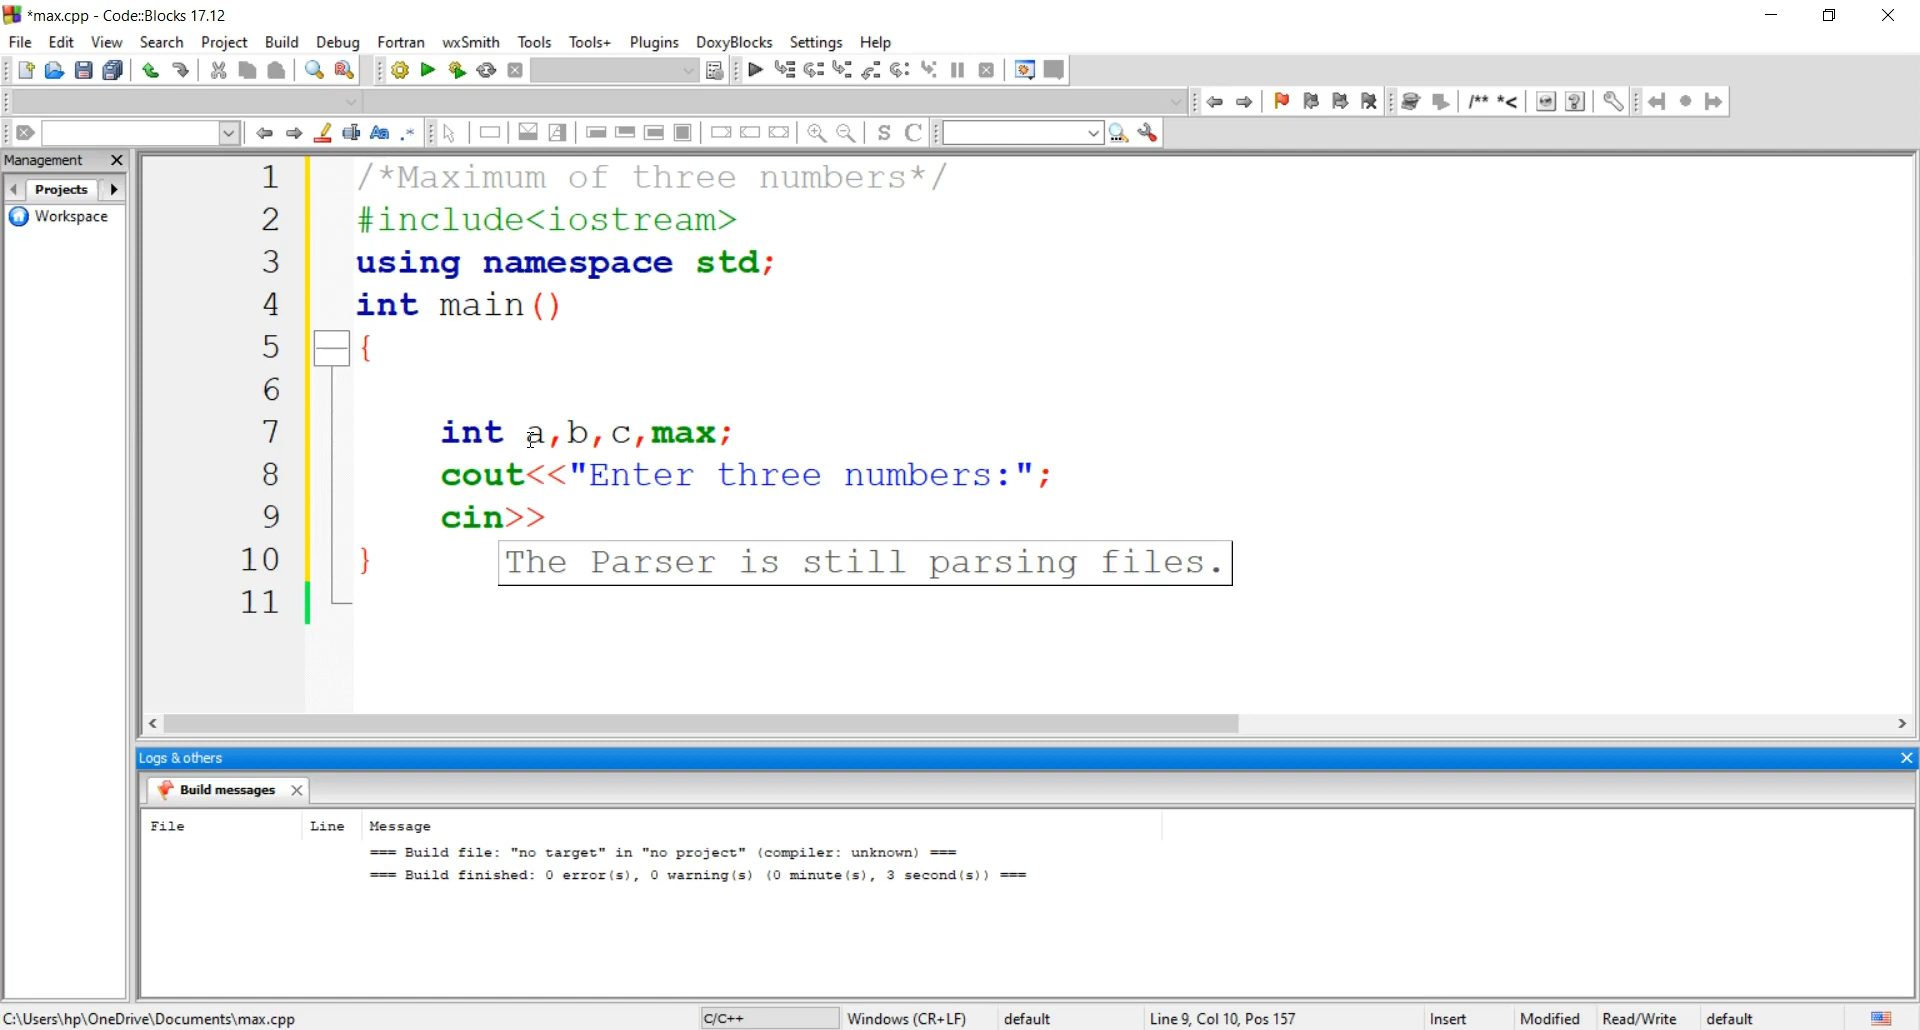 *max.cpp - Code::Blocks 17.12
File Edit View Search Project Build Debug Fortran wxSmith Tools Tools+ Plugins DoxyBlocks Settings Help
/** *<
Aa .*
S C
Management
Projects
Workspace
1 /*Maximum of three numbers*/
2 #include<iostream>
3 using namespace std;
4 int main()
5 {
6
7 int a,b,c,max;
8 cout<<"Enter three numbers:";
9 cin>>
10 }
The Parser is still parsing files.
11
Logs & others
Build messages
File Line Message
=== Build file: "no target" in "no project" (compiler: unknown) ===
=== Build finished: 0 error(s), 0 warning(s) (0 minute(s), 3 second(s)) ===
C:\Users\hp\OneDrive\Documents\max.cpp C/C++ Windows (CR+LF) default Line 9, Col 10, Pos 157 Insert Modified Read/Write default